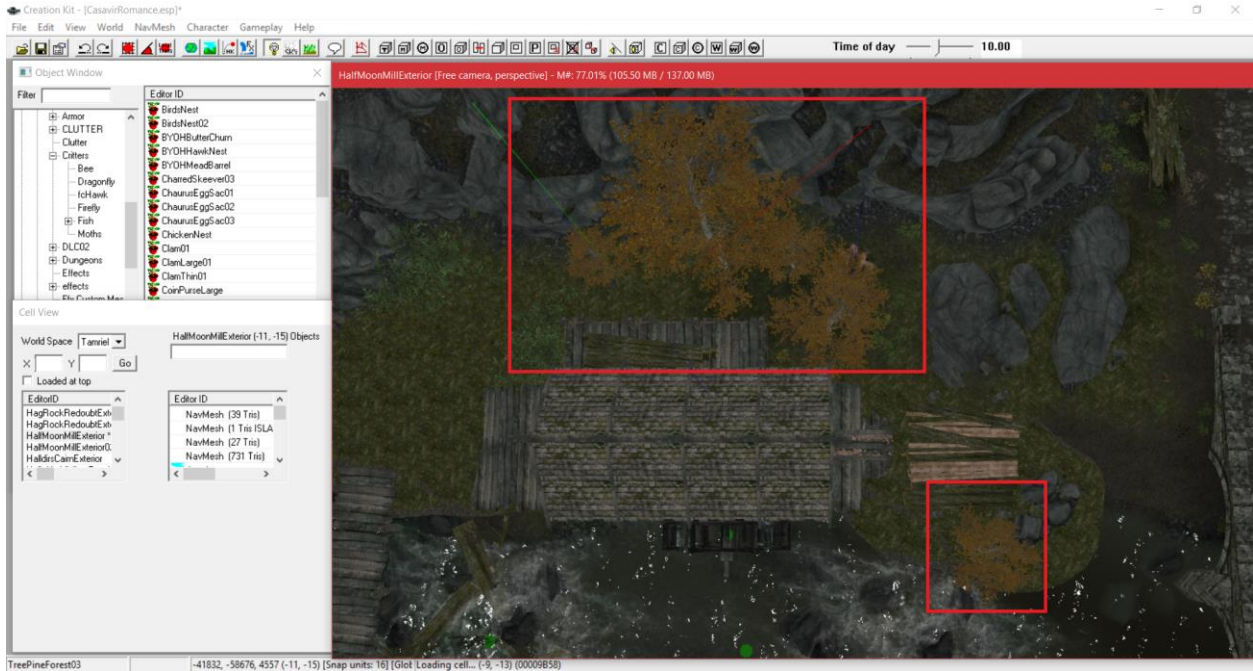 Creation Kit - [CasavirRomance.esp]*
File Edit View World NavMesh Character Gameplay Help
Time of day 10.00
Object Window
Filter
Armor
CLUTTER
Clutter
Critters
Bee
Dragonfly
fcHawk
Firefly
Fish
Moths
DLC02
Dungeons
Effects
effects
Editor ID
BirdsNest
BirdsNest02
BYOHButterChurn
BYOHHawkNest
BYOHMeadBarrel
CharredSkeever03
ChaurusEggSac01
ChaurusEggSac02
ChaurusEggSac03
ChickenNest
Clam01
ClamLarge01
ClamThin01
CoinPurseLarge
HalfMoonMillExterior [Free camera, perspective] - M#: 77.01% (105.50 MB / 137.00 MB)
Cell View
World Space Tamriel
X Y Go
Loaded at top
EditorID
HagRockRedoubtExt
HagRockRedoubtExt
HalfMoonMillExterior *
HalfMoonMillExterior0
HalldirsCairnExterior
HalfMoonMillExterior (-11, -15) Objects
Editor ID
NavMesh (39 Tris)
NavMesh (1 Tris ISLA
NavMesh (27 Tris)
NavMesh (731 Tris)
TreePineForest03
-41832, -58676, 4557 (-11, -15) [Snap units: 16] [Glot Loading cell... (-9, -13) (00009B58)